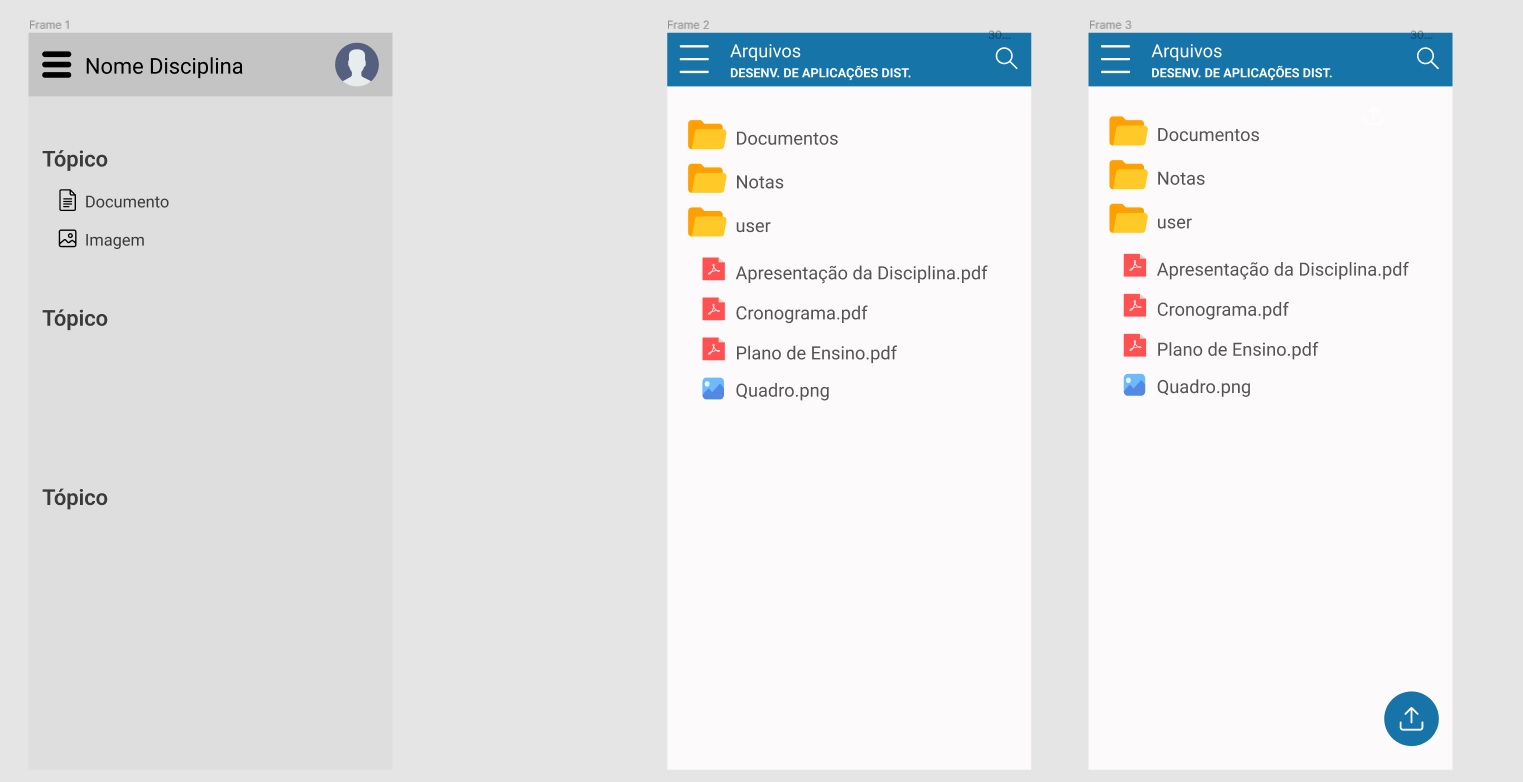 Frame 1
Nome Disciplina
Tópico
Documento
Imagem
Tópico
Tópico
Frame 2
30...
Arquivos
DESENV. DE APLICAÇÕES DIST.
Documentos
Notas
user
Apresentação da Disciplina.pdf
Cronograma.pdf
Plano de Ensino.pdf
Quadro.png
Frame 3
30...
Arquivos
DESENV. DE APLICAÇÕES DIST.
Documentos
Notas
user
Apresentação da Disciplina.pdf
Cronograma.pdf
Plano de Ensino.pdf
Quadro.png